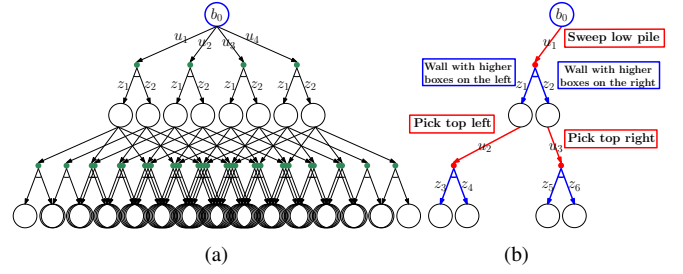 b0
u1 u2 u3 u4
z1 z2 z1 z2 z1 z2 z1 z2
(a)
b0
u1
Sweep low pile
Wall with higher
boxes on the left
z1 z2
Wall with higher
boxes on the right
Pick top left
u2
Pick top right
u3
z3 z4
z5 z6
(b)